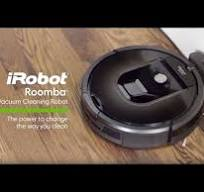 iRobot
Roomba
Vacuum Cleaning Robot
The power to change
the way you clean